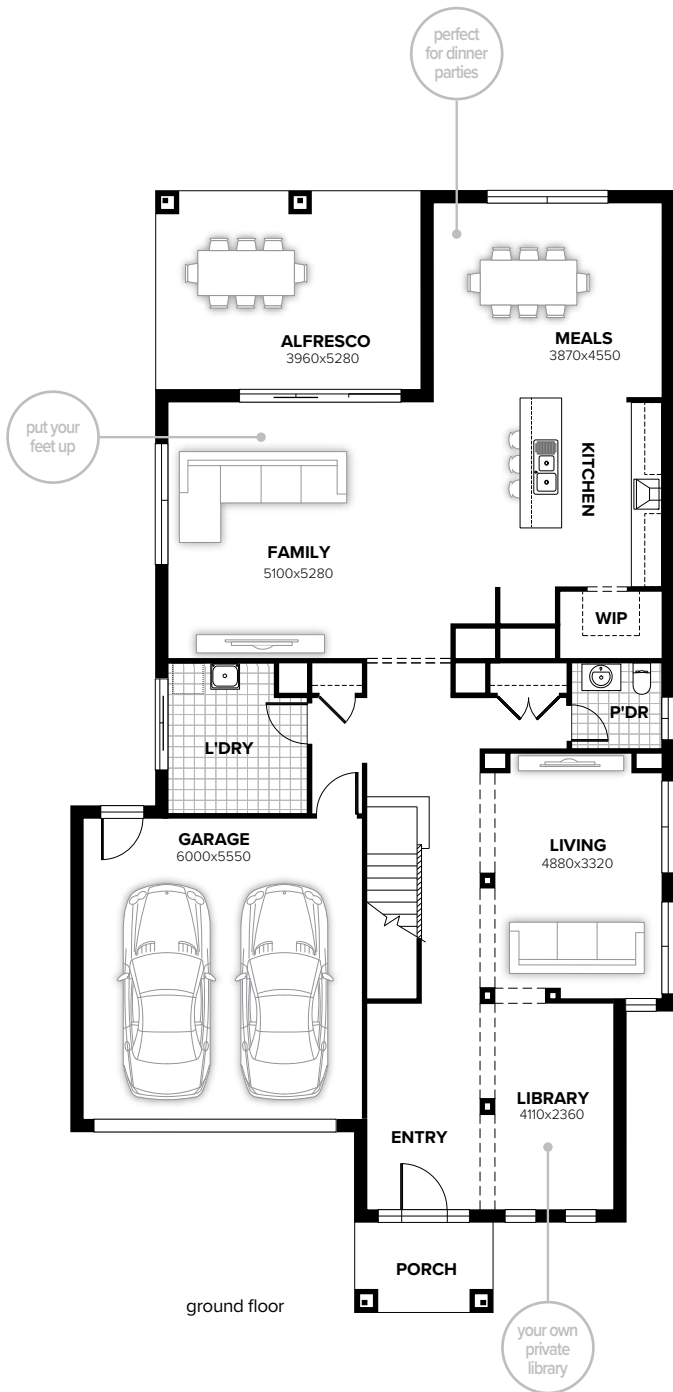 perfect
for dinner
parties
ALFRESCO
3960x5280
MEALS
3870x4550
put your
feet up
KITCHEN
FAMILY
5100x5280
WIP
P'DR
L'DRY
GARAGE
6000x5550
LIVING
4880x3320
LIBRARY
4110x2360
ENTRY
PORCH
ground floor
your own
private
library